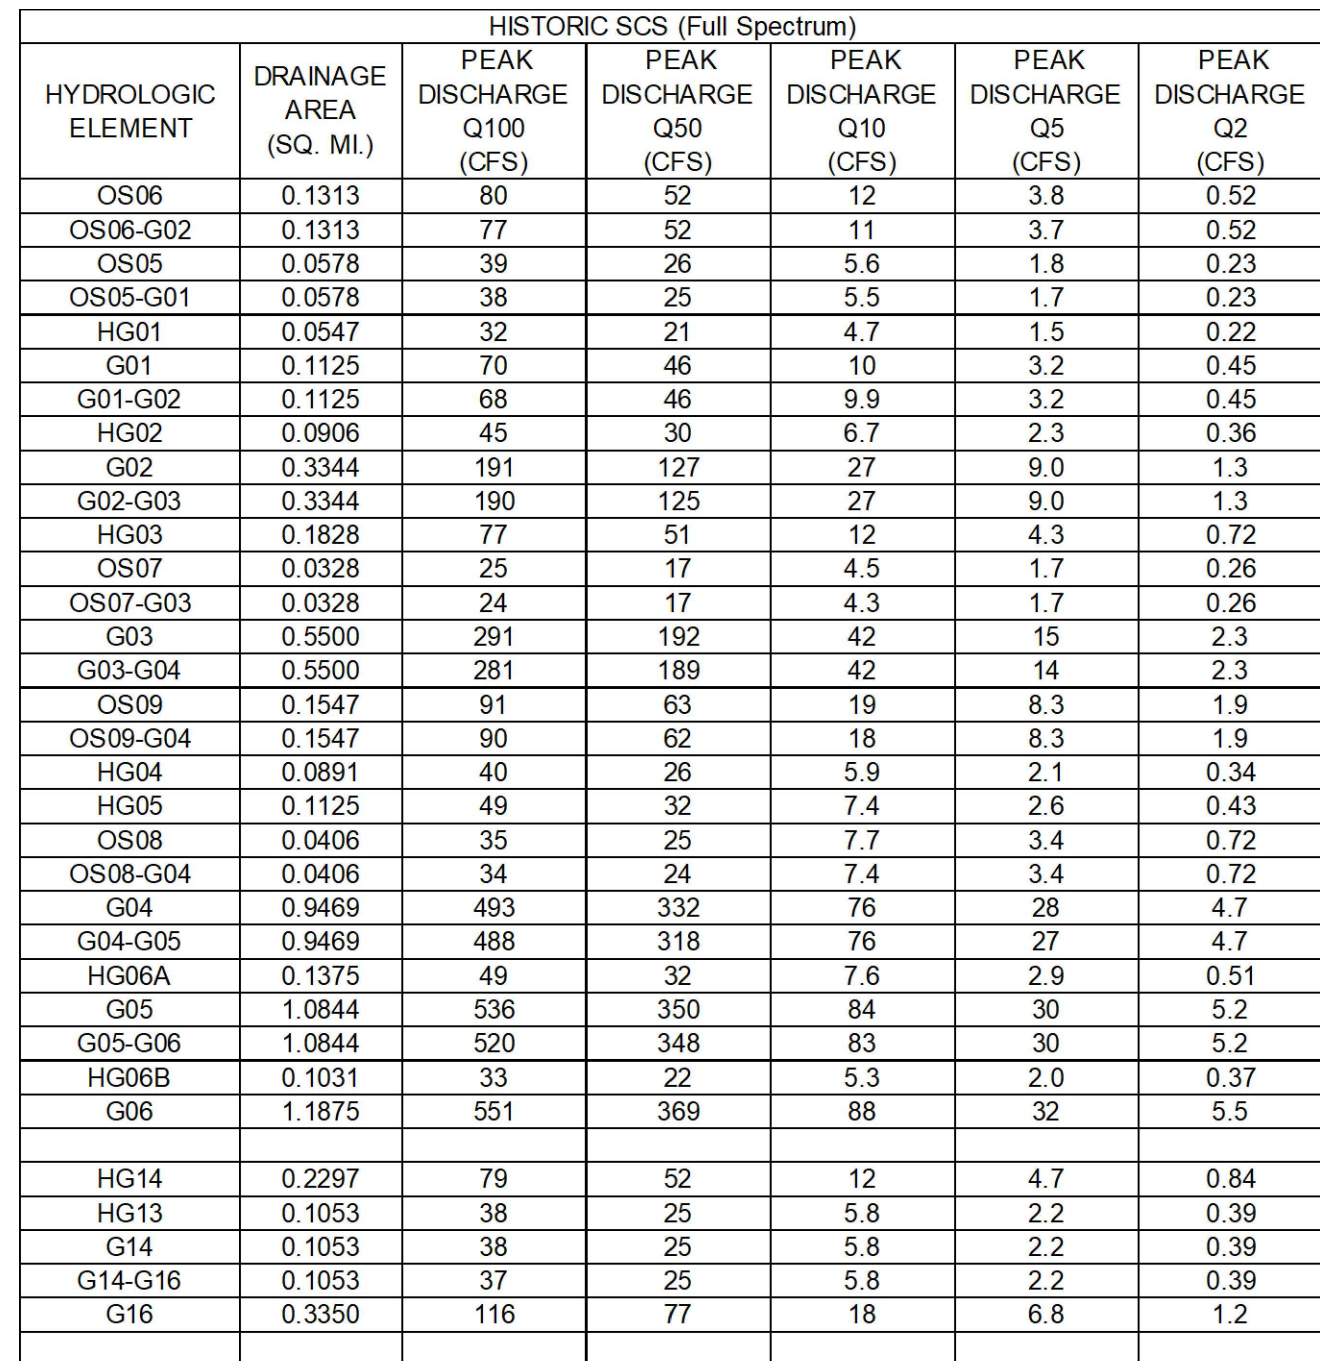 HISTORIC SCS (Full Spectrum)
HYDROLOGIC ELEMENT DRAINAGE AREA (SQ. MI.) PEAK DISCHARGE Q100 (CFS) PEAK DISCHARGE Q50 (CFS) PEAK DISCHARGE Q10 (CFS) PEAK DISCHARGE Q5 (CFS) PEAK DISCHARGE Q2 (CFS)
OS06 0.1313 80 52 12 3.8 0.52
OS06-G02 0.1313 77 52 11 3.7 0.52
OS05 0.0578 39 26 5.6 1.8 0.23
OS05-G01 0.0578 38 25 5.5 1.7 0.23
HG01 0.0547 32 21 4.7 1.5 0.22
G01 0.1125 70 46 10 3.2 0.45
G01-G02 0.1125 68 46 9.9 3.2 0.45
HG02 0.0906 45 30 6.7 2.3 0.36
G02 0.3344 191 127 27 9.0 1.3
G02-G03 0.3344 190 125 27 9.0 1.3
HG03 0.1828 77 51 12 4.3 0.72
OS07 0.0328 25 17 4.5 1.7 0.26
OS07-G03 0.0328 24 17 4.3 1.7 0.26
G03 0.5500 291 192 42 15 2.3
G03-G04 0.5500 281 189 42 14 2.3
OS09 0.1547 91 63 19 8.3 1.9
OS09-G04 0.1547 90 62 18 8.3 1.9
HG04 0.0891 40 26 5.9 2.1 0.34
HG05 0.1125 49 32 7.4 2.6 0.43
OS08 0.0406 35 25 7.7 3.4 0.72
OS08-G04 0.0406 34 24 7.4 3.4 0.72
G04 0.9469 493 332 76 28 4.7
G04-G05 0.9469 488 318 76 27 4.7
HG06A 0.1375 49 32 7.6 2.9 0.51
G05 1.0844 536 350 84 30 5.2
G05-G06 1.0844 520 348 83 30 5.2
HG06B 0.1031 33 22 5.3 2.0 0.37
G06 1.1875 551 369 88 32 5.5
HG14 0.2297 79 52 12 4.7 0.84
HG13 0.1053 38 25 5.8 2.2 0.39
G14 0.1053 38 25 5.8 2.2 0.39
G14-G16 0.1053 37 25 5.8 2.2 0.39
G16 0.3350 116 77 18 6.8 1.2